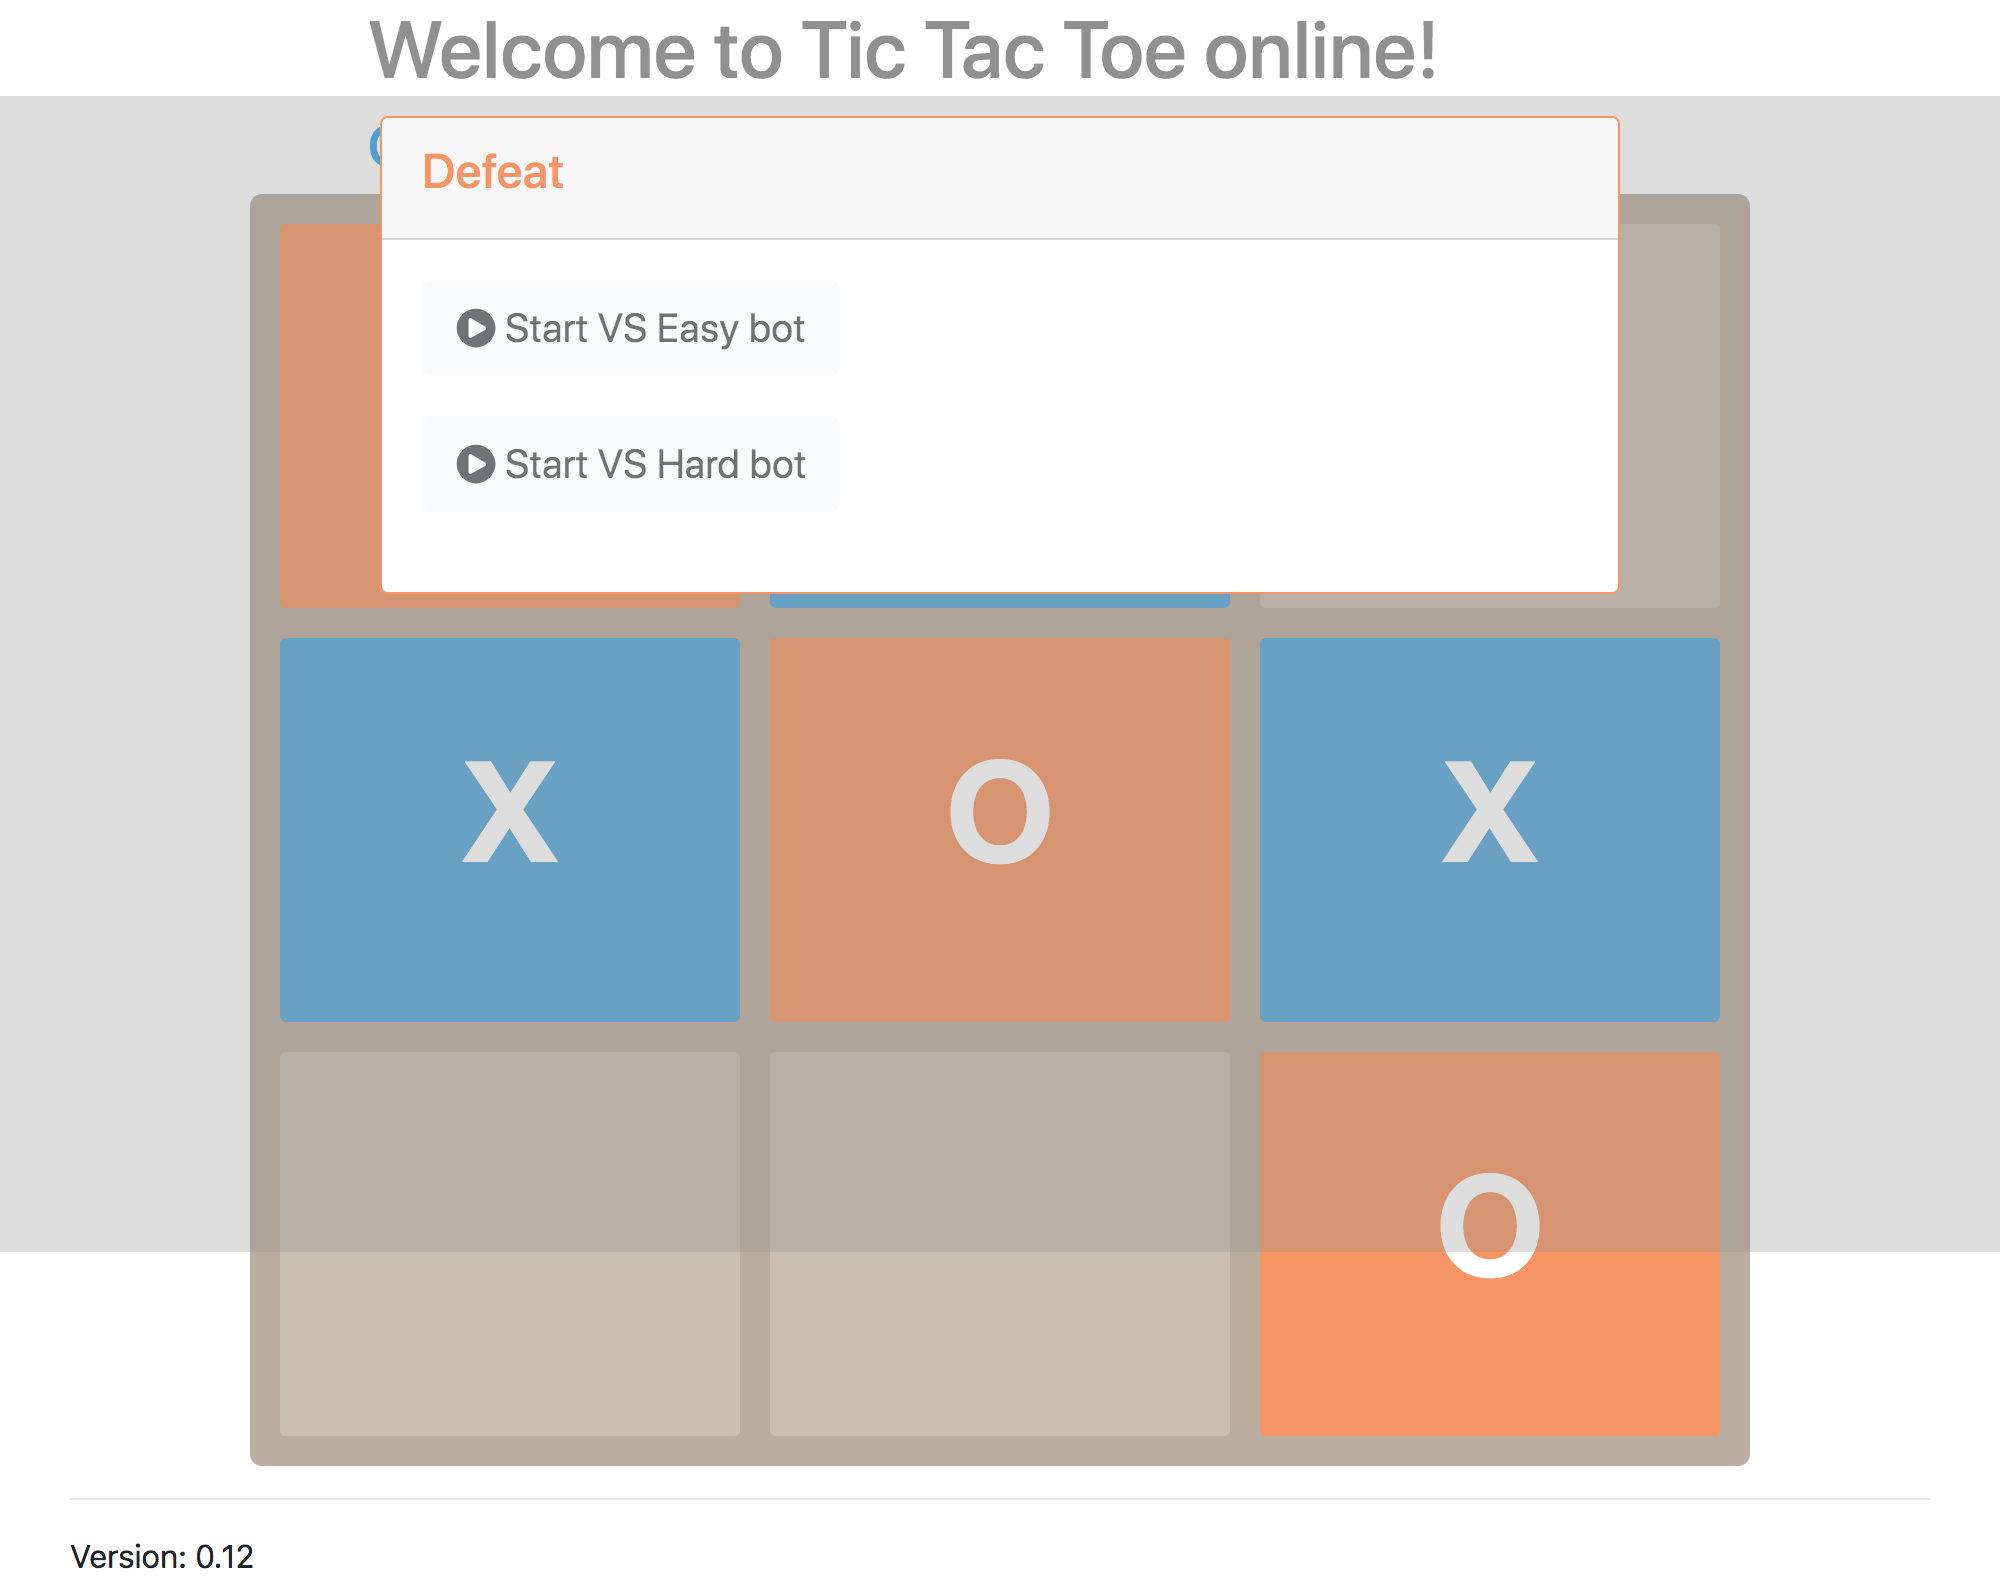 Welcome to Tic Tac Toe online!
Defeat
Start VS Easy bot
Start VS Hard bot
X O X
O
Version: 0.12